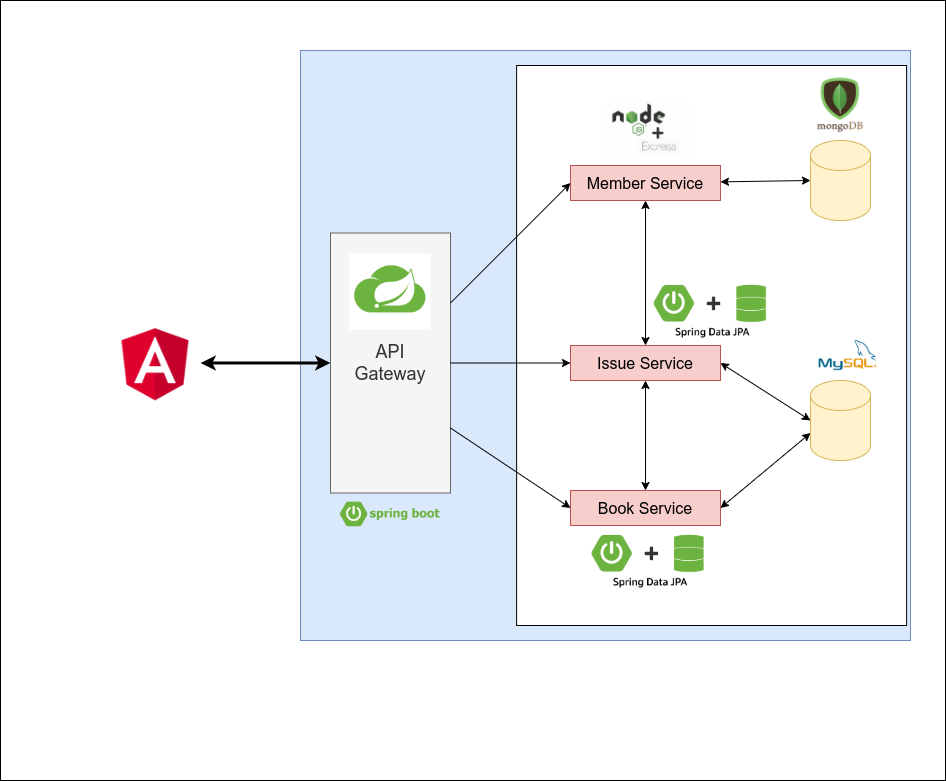 node
JS
+
Express
mongoDB
Member Service
API
Gateway
+
Spring Data JPA
A
Issue Service
MySQL
spring boot
Book Service
+
Spring Data JPA